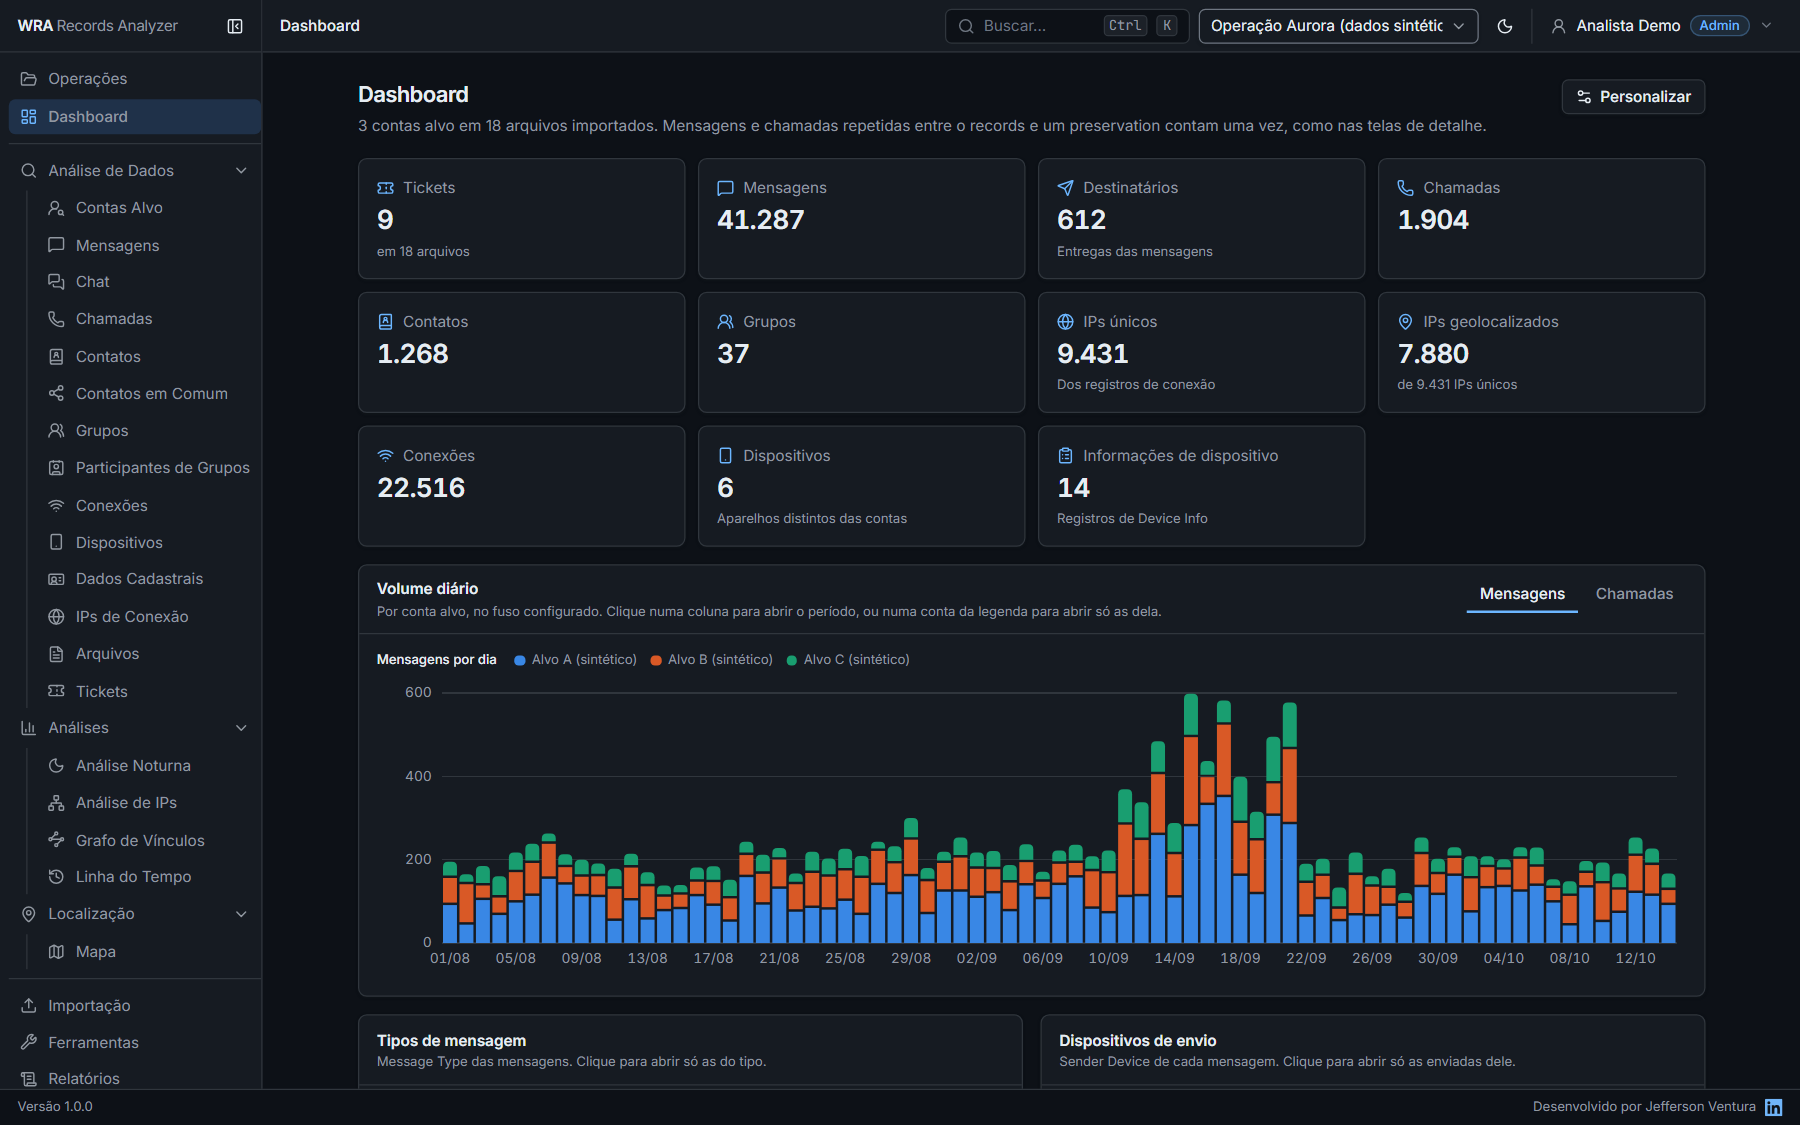 WRA Records Analyzer
Dashboard
Buscar...
Ctrl K
Operação Aurora (dados sintétic
Analista Demo
Admin
Operações
Dashboard
Análise de Dados
Contas Alvo
Mensagens
Chat
Chamadas
Contatos
Contatos em Comum
Grupos
Participantes de Grupos
Conexões
Dispositivos
Dados Cadastrais
IPs de Conexão
Arquivos
Tickets
Análises
Análise Noturna
Análise de IPs
Grafo de Vínculos
Linha do Tempo
Localização
Mapa
Importação
Ferramentas
Relatórios
Dashboard
Personalizar
3 contas alvo em 18 arquivos importados. Mensagens e chamadas repetidas entre o records e um preservation contam uma vez, como nas telas de detalhe.
Tickets
9
em 18 arquivos
Mensagens
41.287
Destinatários
612
Entregas das mensagens
Chamadas
1.904
Contatos
1.268
Grupos
37
IPs únicos
9.431
Dos registros de conexão
IPs geolocalizados
7.880
de 9.431 IPs únicos
Conexões
22.516
Dispositivos
6
Aparelhos distintos das contas
Informações de dispositivo
14
Registros de Device Info
Volume diário
Por conta alvo, no fuso configurado. Clique numa coluna para abrir o período, ou numa conta da legenda para abrir só as dela.
Mensagens
Chamadas
Mensagens por dia
Alvo A (sintético)
Alvo B (sintético)
Alvo C (sintético)
600
400
200
0
01/08 05/08 09/08 13/08 17/08 21/08 25/08 29/08 02/09 06/09 10/09 14/09 18/09 22/09 26/09 30/09 04/10 08/10 12/10
Tipos de mensagem
Message Type das mensagens. Clique para abrir só as do tipo.
Dispositivos de envio
Sender Device de cada mensagem. Clique para abrir só as enviadas dele.
Versão 1.0.0
Desenvolvido por Jefferson Ventura
in